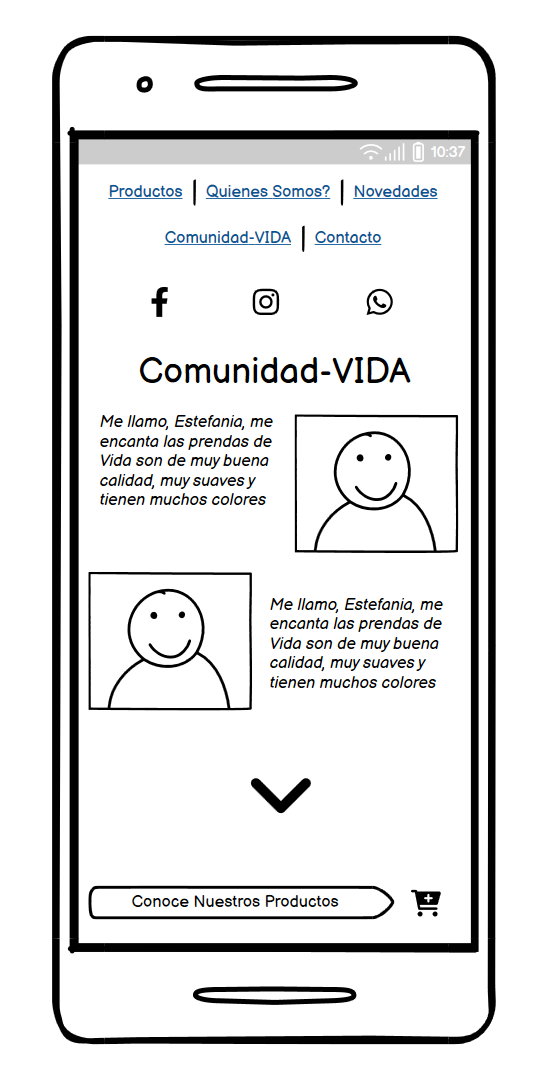 10:37
Productos | Quienes Somos? | Novedades
Comunidad-VIDA | Contacto
Comunidad-VIDA
Me llamo, Estefania, me
encanta las prendas de
Vida son de muy buena
calidad, muy suaves y
tienen muchos colores
Me llamo, Estefania, me
encanta las prendas de
Vida son de muy buena
calidad, muy suaves y
tienen muchos colores
Conoce Nuestros Productos